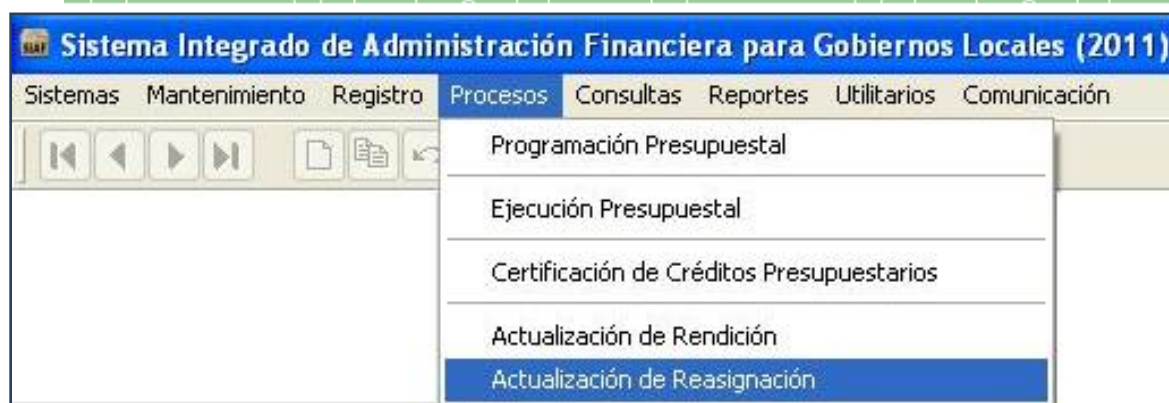 SIAF Sistema Integrado de Administración Financiera para Gobiernos Locales (2011)
Sistemas Mantenimiento Registro Procesos Consultas Reportes Utilitarios Comunicación
Programación Presupuestal
Ejecución Presupuestal
Certificación de Créditos Presupuestarios
Actualización de Rendición
Actualización de Reasignación